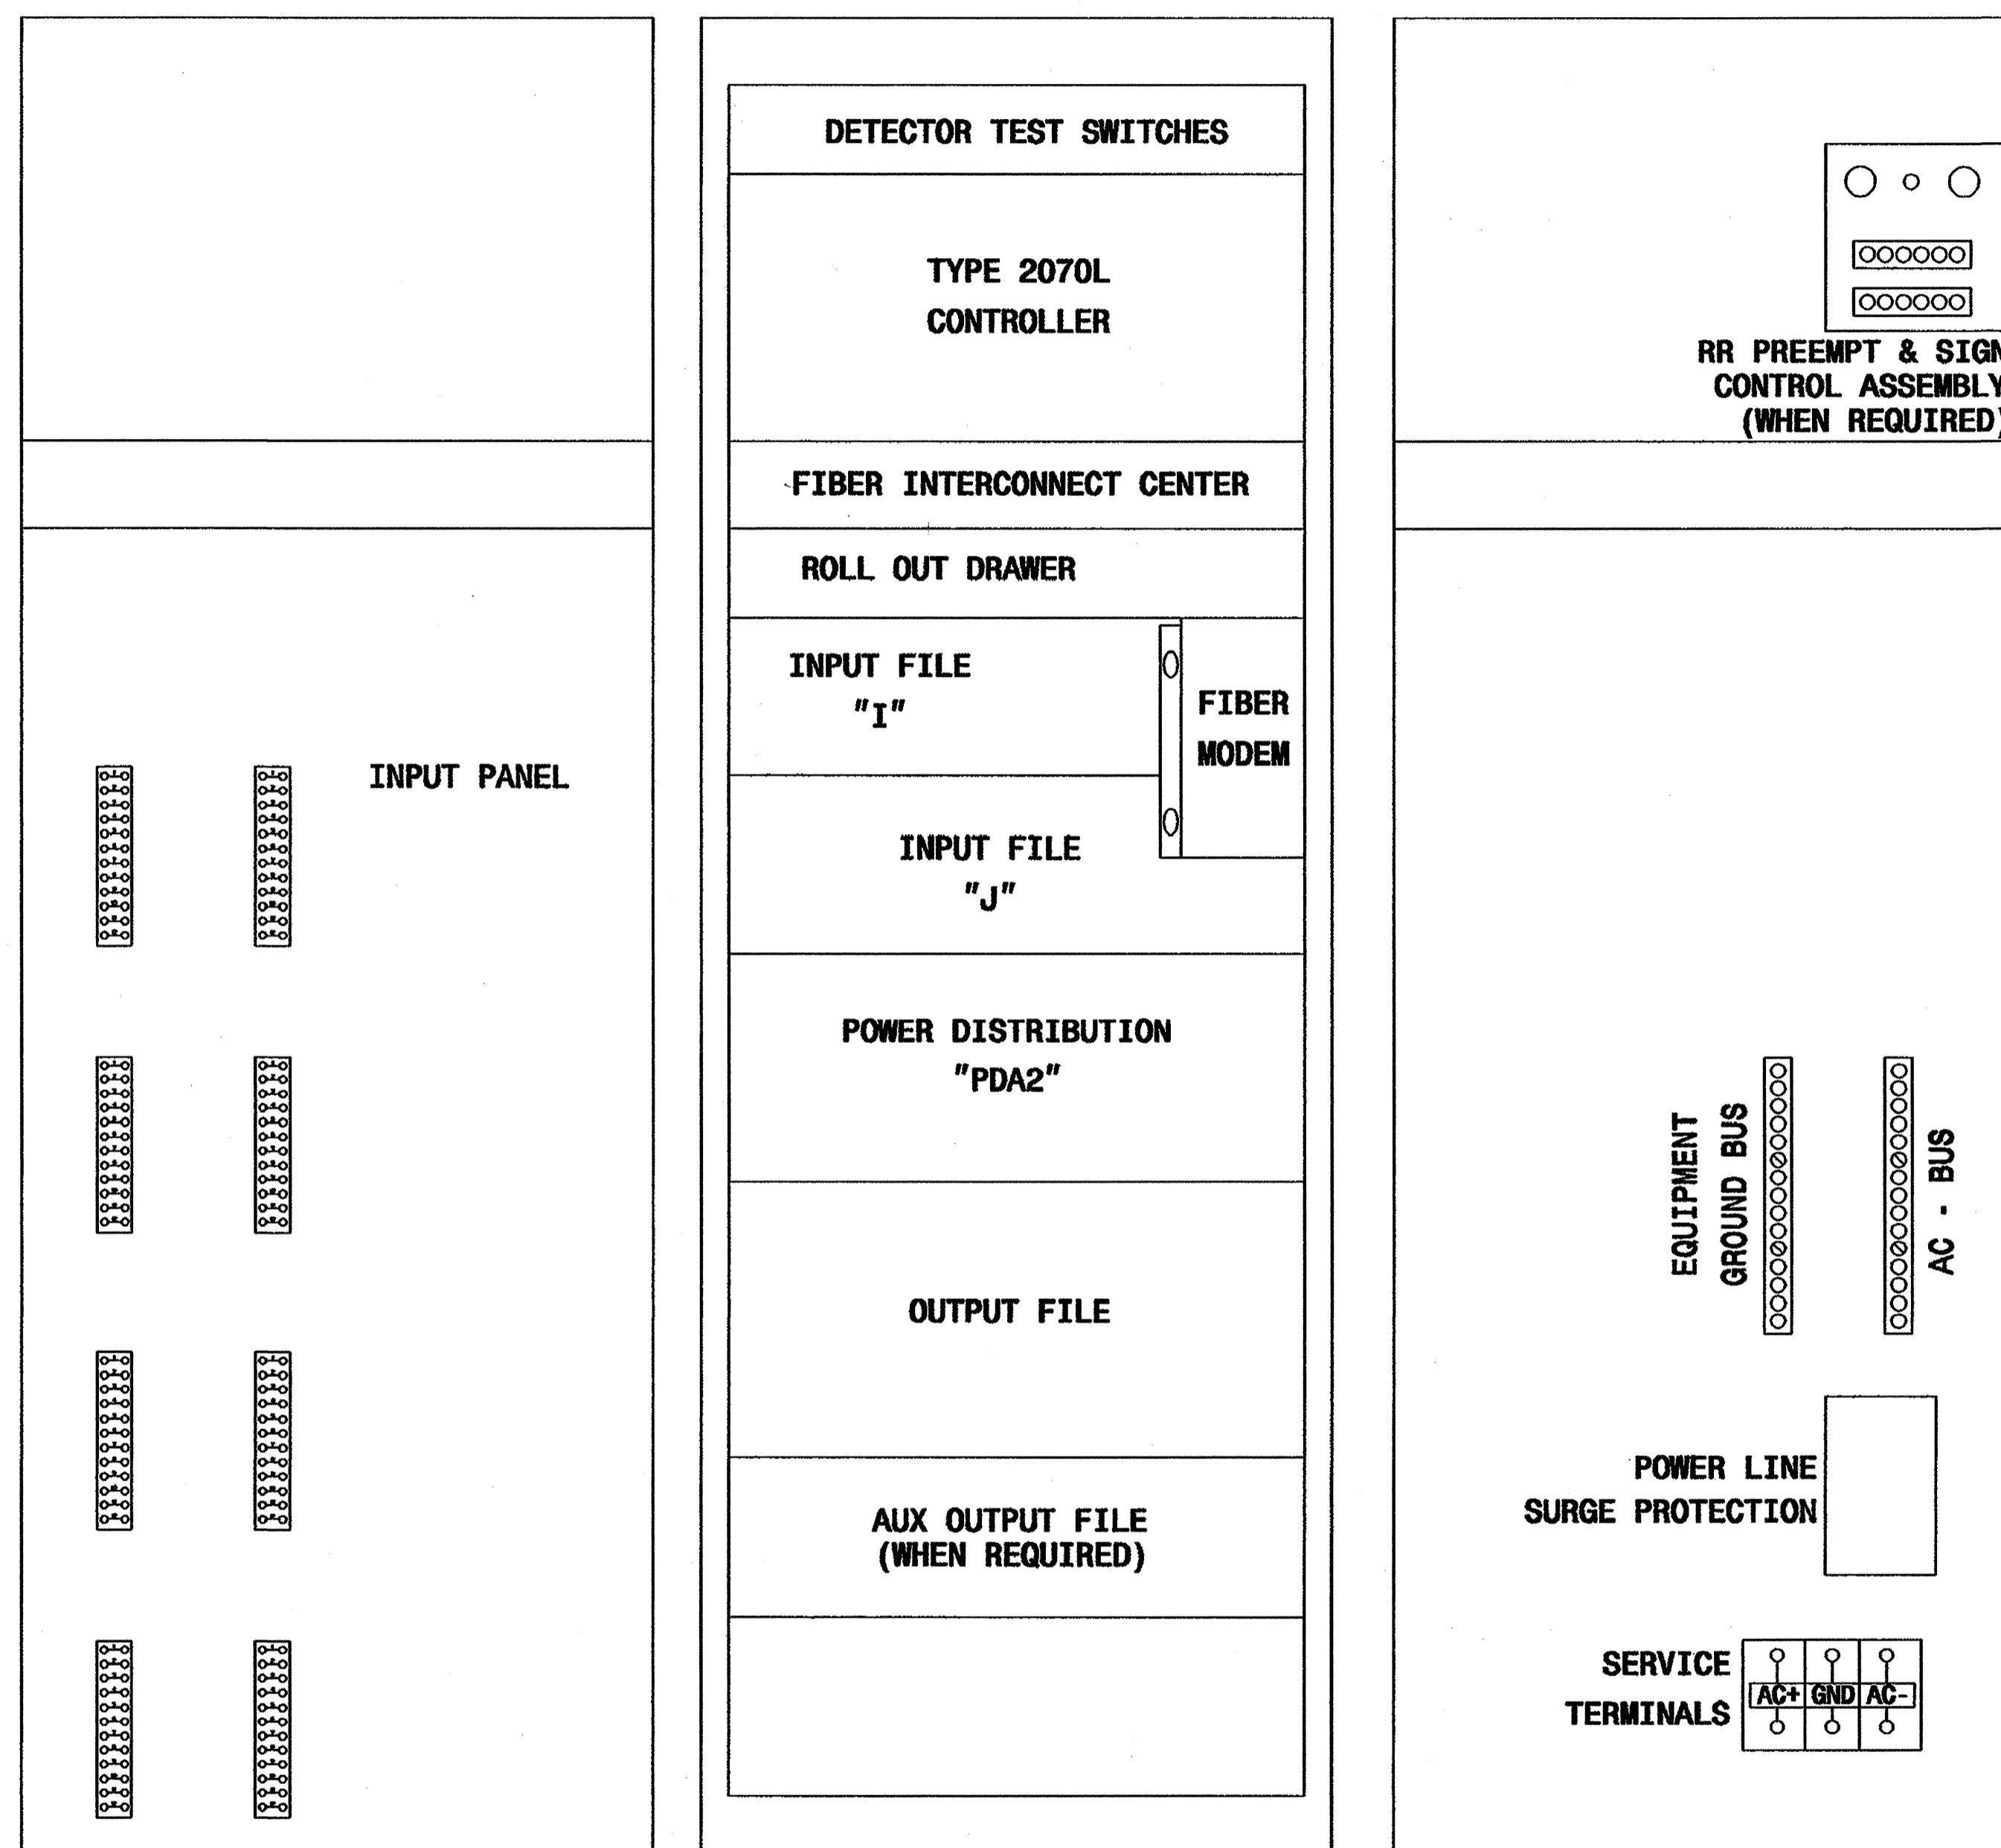 DETECTOR TEST SWITCHES
TYPE 2070L
CONTROLLER
FIBER INTERCONNECT CENTER
ROLL OUT DRAWER
INPUT FILE
"I"
FIBER
MODEM
INPUT FILE
"J"
POWER DISTRIBUTION
"PDA2"
OUTPUT FILE
AUX OUTPUT FILE
(WHEN REQUIRED)
INPUT PANEL
RR PREEMPT & SIGN
CONTROL ASSEMBLY
(WHEN REQUIRED)
EQUIPMENT
GROUND BUS
AC - BUS
POWER LINE
SURGE PROTECTION
SERVICE
TERMINALS
AC+ GND AC-